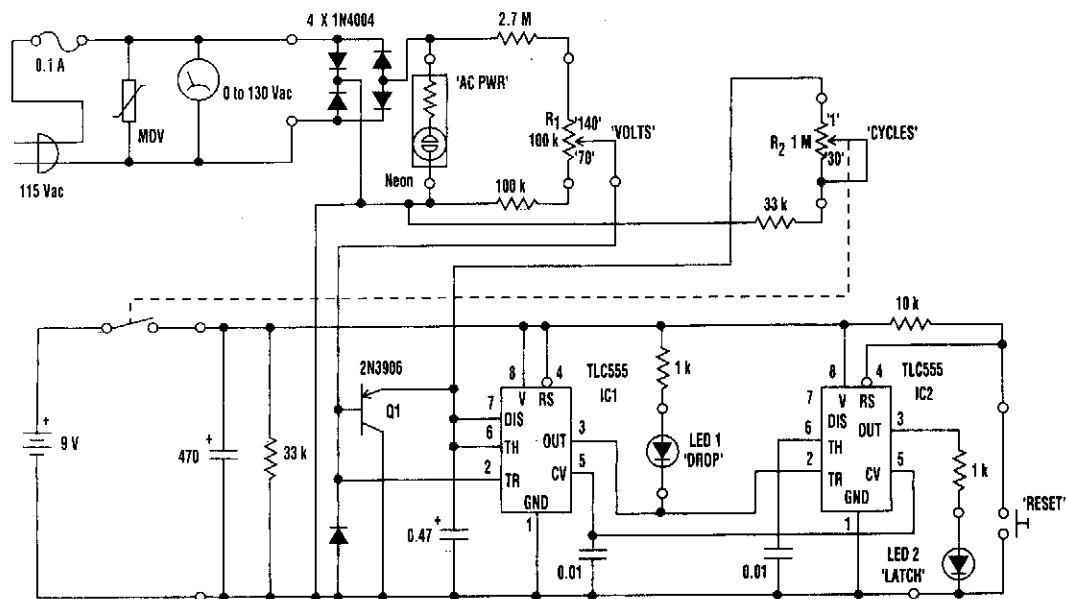 4 X 1N4004
2.7 M
0.1 A
0 to 130 Vac
'AC PWR'
MOV
115 Vac
Neon
R1
100 k
'140'
'70'
'VOLTS'
100 k
'1'
R2 1 M
'30'
'CYCLES'
33 k
10 k
2N3906
Q1
8
4
TLC555
IC1
V
RS
7
DIS
6
TH
2
TR
OUT
3
CV
5
GND
1
1 k
LED 1
'DROP'
8
4
TLC555
IC2
V
RS
7
DIS
6
TH
2
TR
OUT
3
CV
5
GND
1
1 k
'RESET'
+
9 V
+
470
33 k
+
0.47
0.01
0.01
LED 2
'LATCH'